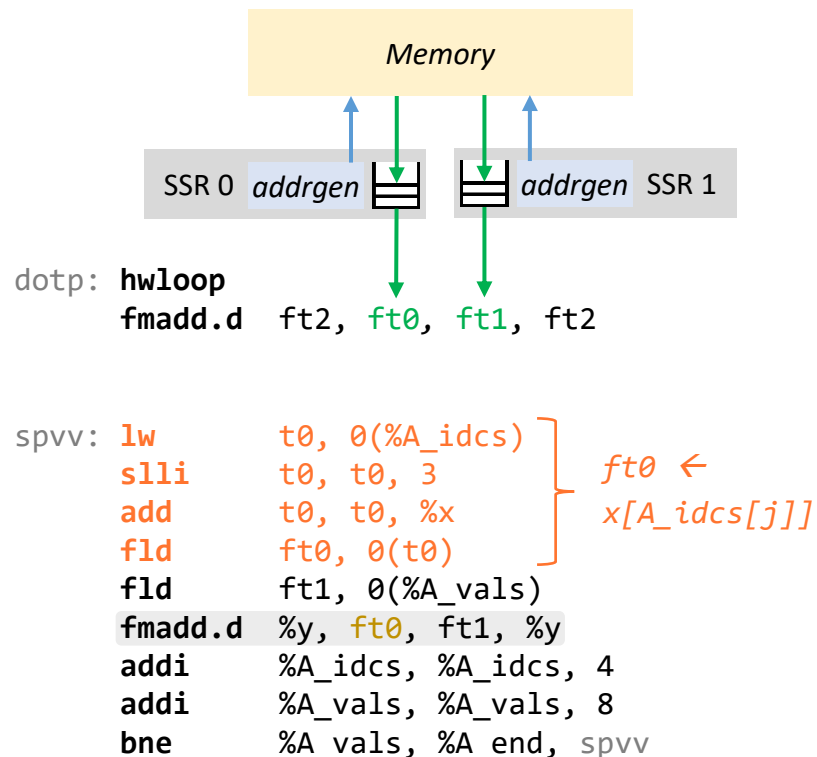 Memory
SSR 0 addrgen addrgen SSR 1
dotp: hwloop
fmadd.d ft2, ft0, ft1, ft2
spvv: lw t0, 0(%A_idcs)
slli t0, t0, 3
add t0, t0, %x
fld ft0, 0(t0)
ft0 ←
x[A_idcs[j]]
fld ft1, 0(%A_vals)
fmadd.d %y, ft0, ft1, %y
addi %A_idcs, %A_idcs, 4
addi %A_vals, %A_vals, 8
bne %A vals, %A end, spvv